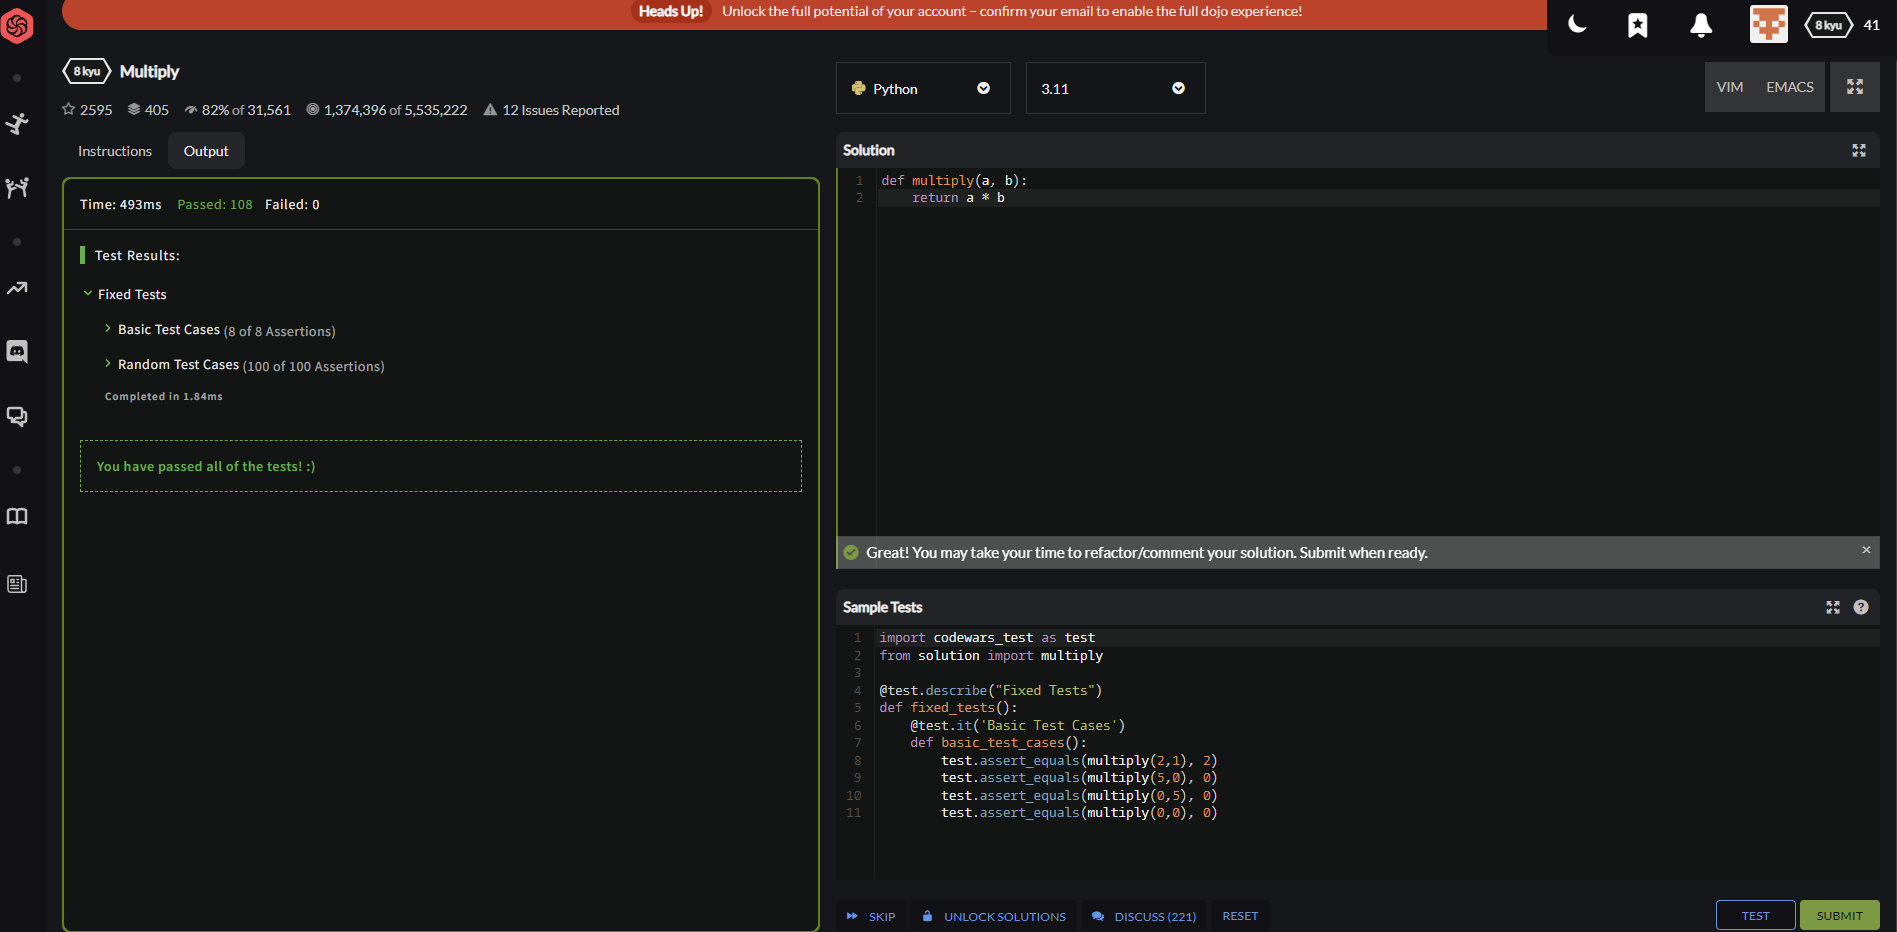 Heads Up! Unlock the full potential of your account – confirm your email to enable the full dojo experience!
8 kyu 41
8 kyu Multiply
2595 405 82% of 31,561 1,374,396 of 5,535,222 12 Issues Reported
Instructions Output
Time: 493ms Passed: 108 Failed: 0
Test Results:
Fixed Tests
Basic Test Cases (8 of 8 Assertions)
Random Test Cases (100 of 100 Assertions)
Completed in 1.84ms
You have passed all of the tests! :)
Python 3.11 VIM EMACS
Solution
1 def multiply(a, b):
2     return a * b
Great! You may take your time to refactor/comment your solution. Submit when ready.
Sample Tests
1 import codewars_test as test
2 from solution import multiply
3
4 @test.describe("Fixed Tests")
5 def fixed_tests():
6     @test.it('Basic Test Cases')
7     def basic_test_cases():
8         test.assert_equals(multiply(2,1), 2)
9         test.assert_equals(multiply(5,0), 0)
10         test.assert_equals(multiply(0,5), 0)
11         test.assert_equals(multiply(0,0), 0)
SKIP UNLOCK SOLUTIONS DISCUSS (221) RESET TEST SUBMIT